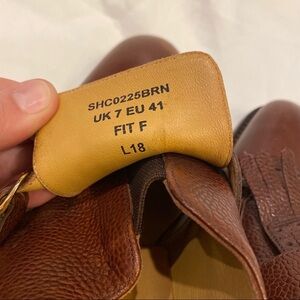 SHC0225BRN
UK 7 EU 41
FIT F
L18